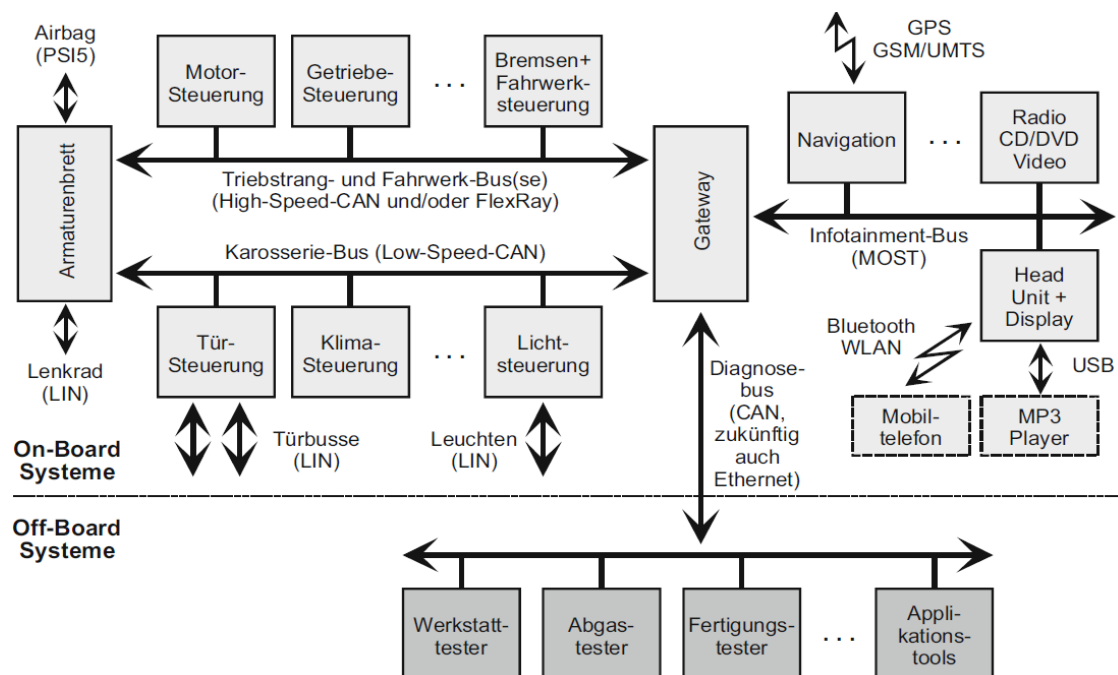 Airbag
(PSI5)
Motor-
Steuerung
Getriebe-
Steuerung
...
Bremsen+
Fahrwerk-
steuerung
GPS
GSM/UMTS
Armaturenbrett
Gateway
Navigation
...
Radio
CD/DVD
Video
Triebstrang- und Fahrwerk-Bus(se)
(High-Speed-CAN und/oder FlexRay)
Infotainment-Bus
(MOST)
Karosserie-Bus (Low-Speed-CAN)
Head
Unit +
Display
Tür-
Steuerung
Klima-
Steuerung
...
Licht-
steuerung
Bluetooth
WLAN
USB
Lenkrad
(LIN)
Diagnose-
bus
(CAN,
zukünftig
auch
Ethernet)
Mobil-
telefon
MP3
Player
Türbusse
(LIN)
Leuchten
(LIN)
On-Board
Systeme
Off-Board
Systeme
Werkstatt-
tester
Abgas-
tester
Fertigungs-
tester
...
Appli-
kations-
tools